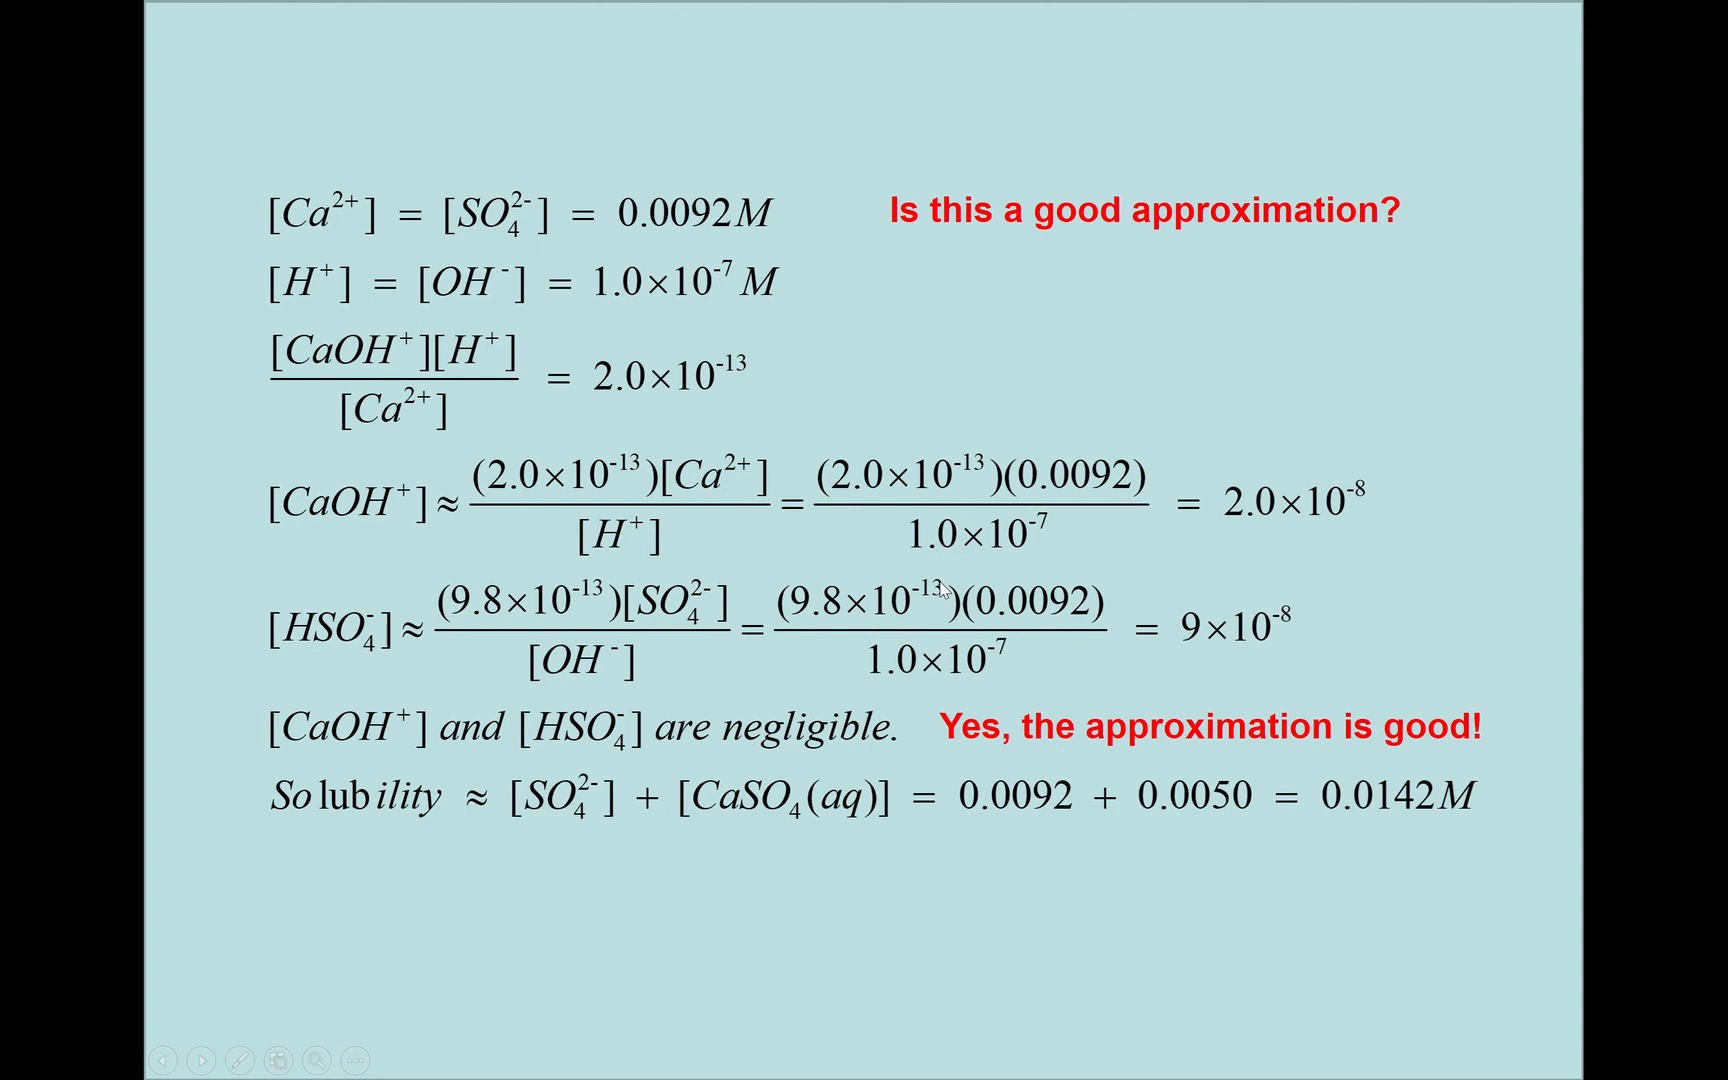 [Ca²⁺] = [SO₄²⁻] = 0.0092 M Is this a good approximation?
[H⁺] = [OH⁻] = 1.0×10⁻⁷ M
[CaOH⁺][H⁺] / [Ca²⁺] = 2.0×10⁻¹³
[CaOH⁺] ≈ (2.0×10⁻¹³)[Ca²⁺] / [H⁺] = (2.0×10⁻¹³)(0.0092) / 1.0×10⁻⁷ = 2.0×10⁻⁸
[HSO₄⁻] ≈ (9.8×10⁻¹³)[SO₄²⁻] / [OH⁻] = (9.8×10⁻¹³)(0.0092) / 1.0×10⁻⁷ = 9×10⁻⁸
[CaOH⁺] and [HSO₄⁻] are negligible. Yes, the approximation is good!
Solubility ≈ [SO₄²⁻] + [CaSO₄(aq)] = 0.0092 + 0.0050 = 0.0142 M